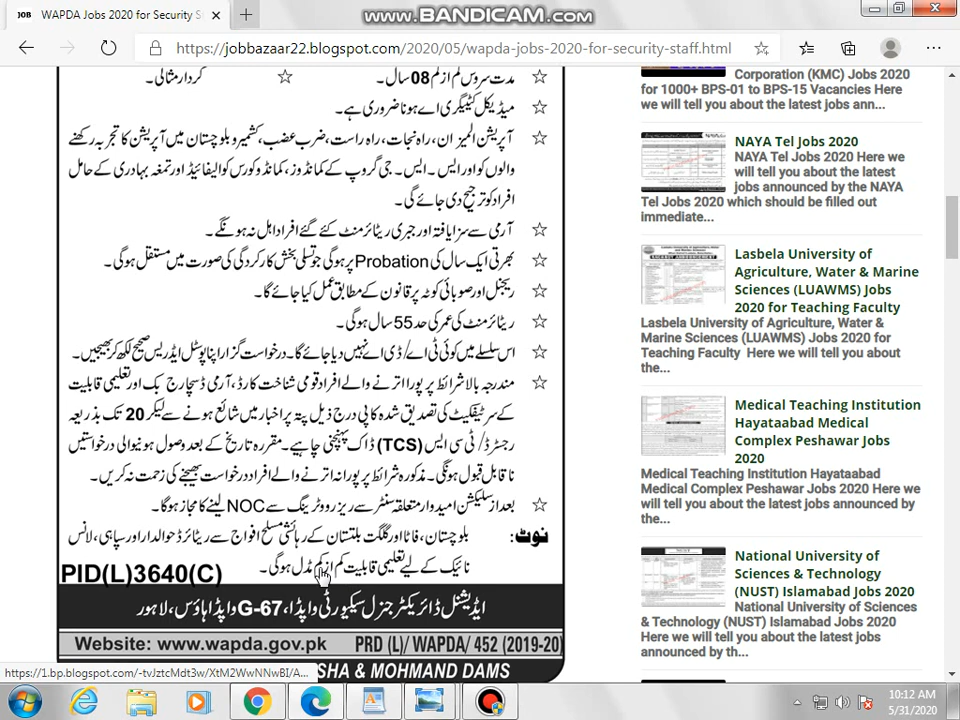 WAPDA Jobs 2020 for Security S
www.BANDICAM.com
https://jobbazaar22.blogspot.com/2020/05/wapda-jobs-2020-for-security-staff.html
مدت سروس کم از کم 08 سال۔ ☆ کردار مثالی۔
میڈیکل کیٹیگری اے ہونا ضروری ہے۔
آپریشن المیزان، راہ نجات، راہ راست، ضرب عضب، کشمیر و بلوچستان میں آپریشن کا تجربہ رکھنے
والوں کو اور ایس۔ ایس۔ جی گروپ کے کمانڈوز، کمانڈو کورس کوالیفائیڈ اور تمغہ بہادری کے حامل
افراد کو ترجیح دی جائے گی۔
آرمی سے سزا یافتہ اور جبری ریٹائرمنٹ کئے گئے افراد اہل نہ ہونگے۔
بھرتی ایک سال کی Probation پر ہوگی جو تسلی بخش کارکردگی کی صورت میں مستقل ہوگی۔
ریجنل اور صوبائی کوٹہ پر قانون کے مطابق عمل کیا جائے گا۔
ریٹائرمنٹ کی عمر کی حد 55 سال ہوگی۔
اس سلسلے میں کوئی ٹی اے/ ڈی اے نہیں دیا جائے گا۔ درخواست گزار اپنا پوسٹل ایڈریس صحیح لکھ کر بھیجیں۔
مندرجہ بالا شرائط پر پورا اترنے والے افراد قومی شناخت کارڈ، آرمی ڈسچارج بک اور تعلیمی قابلیت
کے سرٹیفکیٹ کی تصدیق شدہ کاپی درج ذیل پتہ پر اخبار میں شائع ہونے سے لیکر 20 تک بذریعہ
رجسٹرڈ/ ٹی سی ایس (TCS) ڈاک پہنچنی چاہیے۔ مقررہ تاریخ کے بعد وصول ہونیوالی درخواستیں
ناقابل قبول ہونگی۔ مذکورہ شرائط پر پورا نہ اترنے والے افراد درخواست بھیجنے کی زحمت نہ کریں۔
بعد از سلیکشن امیدوار متعلقہ سنٹر سے ریزرو ویٹرنگ سے NOC لینے کا مجاز ہوگا۔
نوٹ: بلوچستان، فاٹا اور گلگت بلتستان کے رہائشی مسلح افواج سے ریٹائرڈ حوالدار اور سپاہی، لانس
نائیک کے لیے تعلیمی قابلیت کم از کم مڈل ہوگی۔
PID(L)3640(C)
ایڈیشنل ڈائریکٹر جنرل سیکیورٹی واپڈا، G-67 واپڈا ہاؤس، لاہور
Website: www.wapda.gov.pk PRD (L)/ WAPDA/ 452 (2019-20)
SHA & MOHMAND DAMS
https://1.bp.blogspot.com/-tvJztcMdt3w/XtM2WwNNwBI/A...
Corporation (KMC) Jobs 2020
for 1000+ BPS-01 to BPS-15 Vacancies Here
we will tell you about the latest jobs ann...
NAYA Tel Jobs 2020
NAYA Tel Jobs 2020 Here we
will tell you about the latest
jobs announced by the NAYA
Tel Jobs 2020 which should be filled out
immediate...
Lasbela University of
Agriculture, Water & Marine
Sciences (LUAWMS) Jobs
2020 for Teaching Faculty
Lasbela University of Agriculture, Water &
Marine Sciences (LUAWMS) Jobs 2020 for
Teaching Faculty Here we will tell you about
the...
Medical Teaching Institution
Hayataabad Medical
Complex Peshawar Jobs
2020
Medical Teaching Institution Hayataabad
Medical Complex Peshawar Jobs 2020 Here we
will tell you about the latest jobs announced by
the...
National University of
Sciences & Technology
(NUST) Islamabad Jobs 2020
National University of
Sciences & Technology (NUST) Islamabad Jobs
2020 Here we will tell you about the latest jobs
announced by th...
10:12 AM
5/31/2020